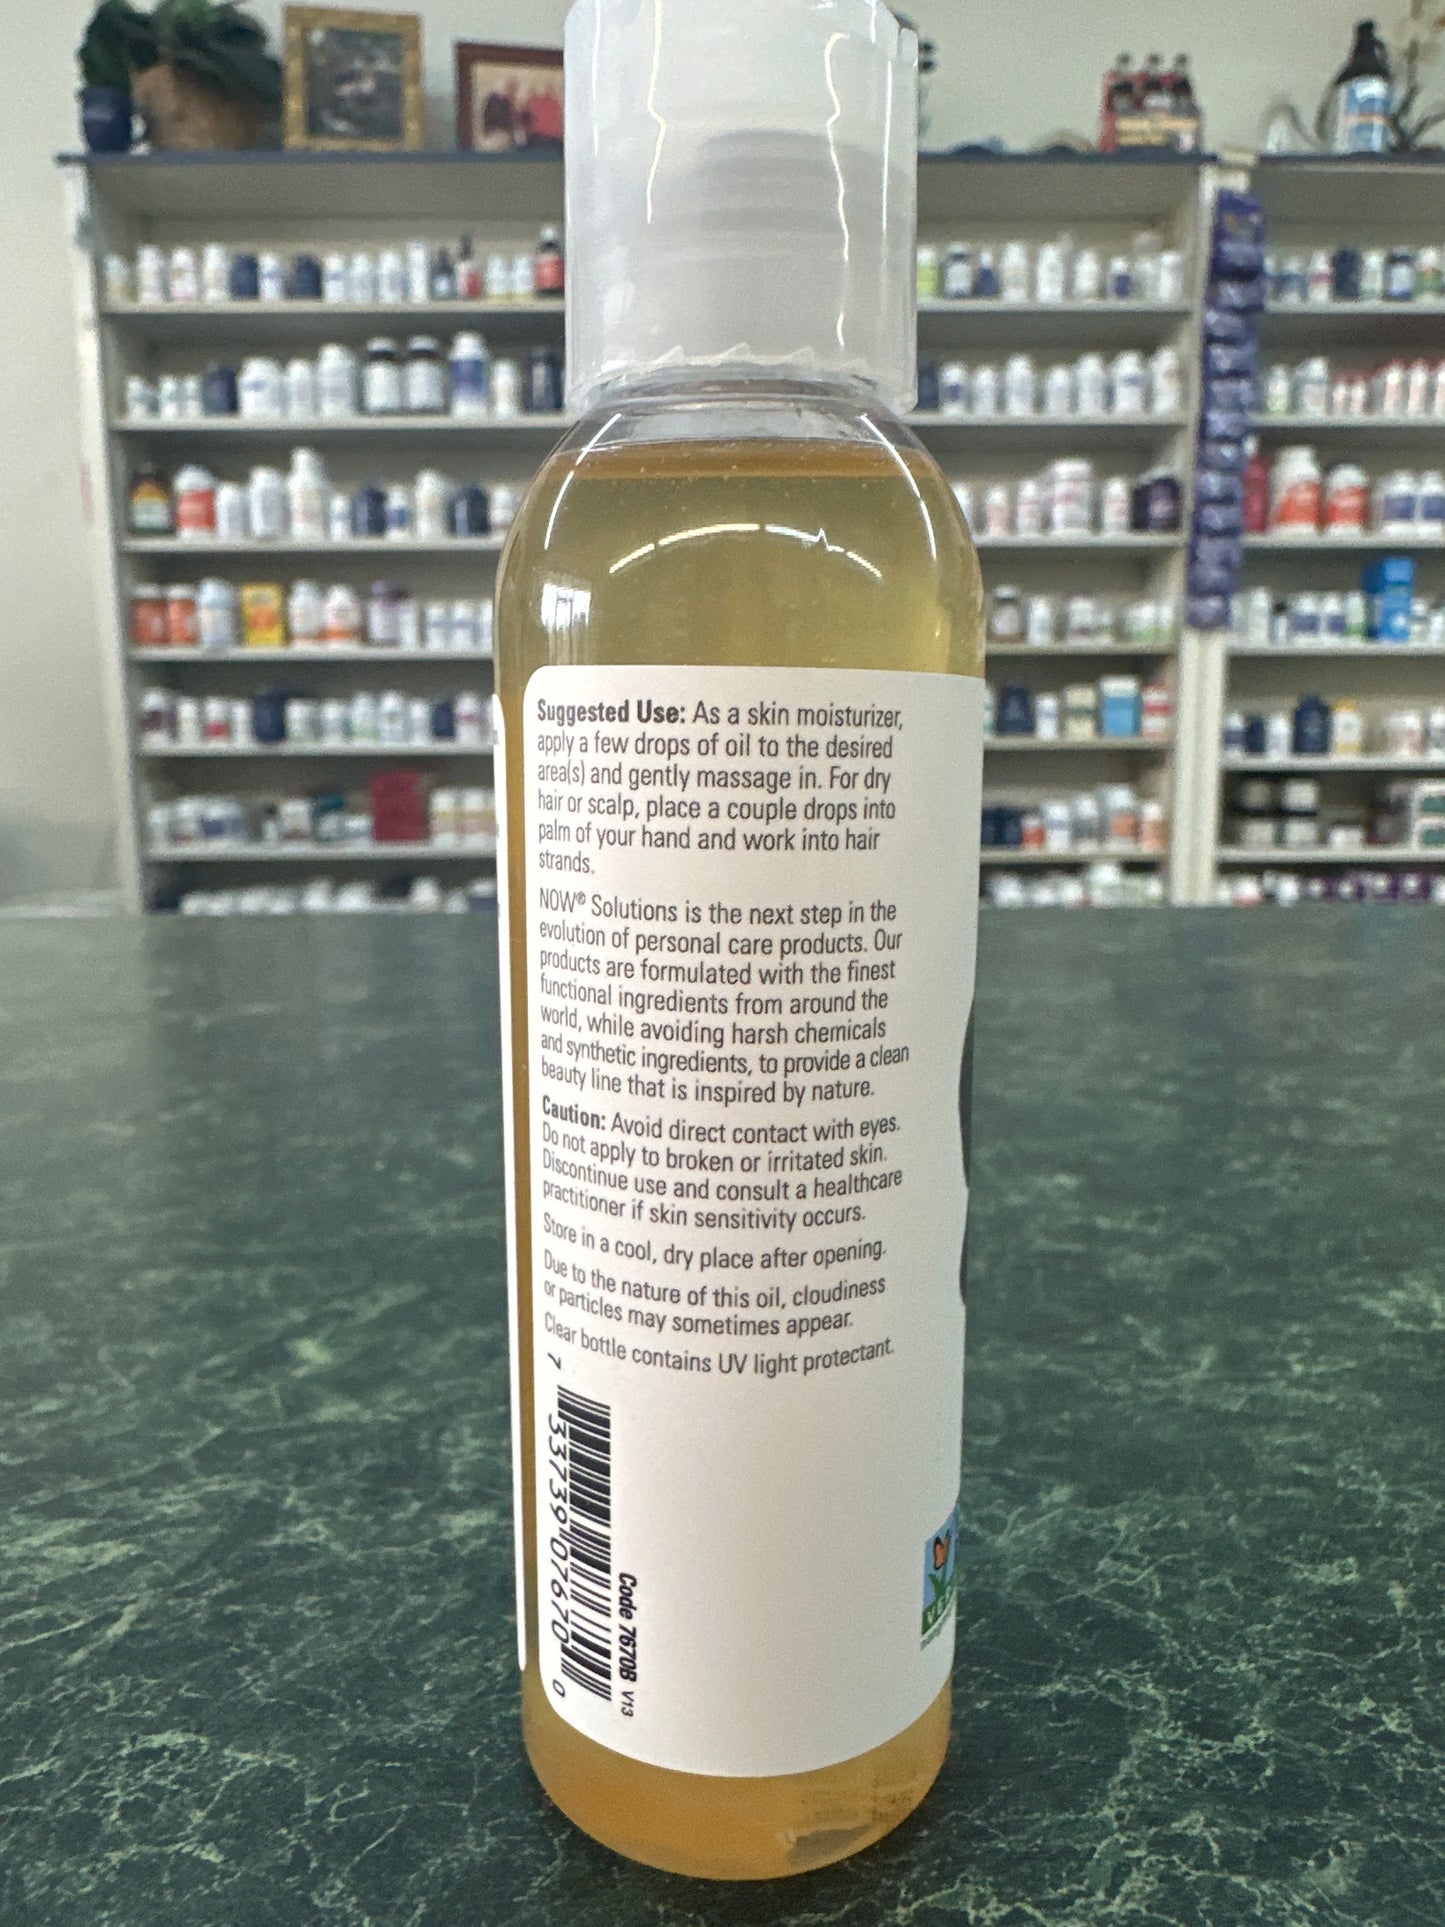 Suggested Use: As a skin moisturizer,
apply a few drops of oil to the desired
area(s) and gently massage in. For dry
hair or scalp, place a couple drops into
palm of your hand and work into hair
strands.
NOW® Solutions is the next step in the
evolution of personal care products. Our
products are formulated with the finest
functional ingredients from around the
world, while avoiding harsh chemicals
and synthetic ingredients, to provide a clean
beauty line that is inspired by nature.
Caution: Avoid direct contact with eyes.
Do not apply to broken or irritated skin.
Discontinue use and consult a healthcare
practitioner if skin sensitivity occurs.
Store in a cool, dry place after opening.
Due to the nature of this oil, cloudiness
or particles may sometimes appear.
Clear bottle contains UV light protectant.
7 33739 07670 0
Code 7670B V13